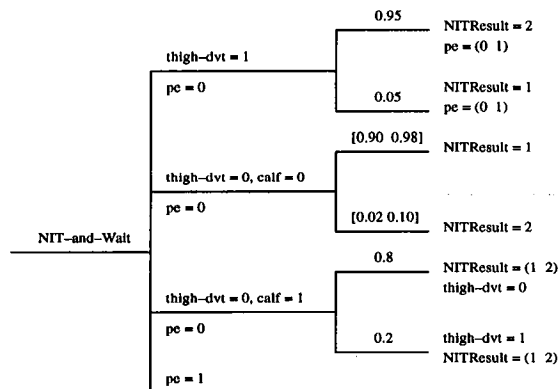 0.95
NITResult = 2
pe = (0 1)
thigh–dvt = 1
pe = 0
0.05
NITResult = 1
pe = (0 1)
[0.90 0.98]
NITResult = 1
thigh–dvt = 0, calf = 0
pe = 0
[0.02 0.10]
NITResult = 2
NIT–and–Wait
0.8
NITResult = (1 2)
thigh–dvt = 0
thigh–dvt = 0, calf = 1
pe = 0
0.2
thigh–dvt = 1
NITResult = (1 2)
pe = 1